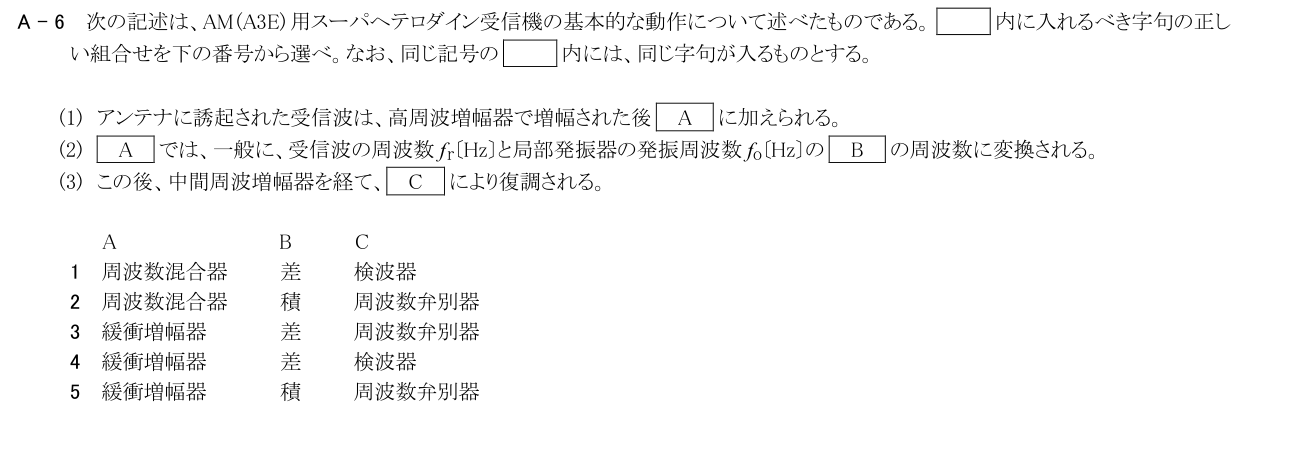 A－6 次の記述は、AM(A3E)用スーパヘテロダイン受信機の基本的な動作について述べたものである。□内に入れるべき字句の正し
い組合せを下の番号から選べ。なお、同じ記号の□内には、同じ字句が入るものとする。
(1) アンテナに誘起された受信波は、高周波増幅器で増幅された後 A に加えられる。
(2) A では、一般に、受信波の周波数fr〔Hz〕と局部発振器の発振周波数fo〔Hz〕の B の周波数に変換される。
(3) この後、中間周波増幅器を経て、 C により復調される。
A B C
1 周波数混合器 差 検波器
2 周波数混合器 積 周波数弁別器
3 緩衝増幅器 差 周波数弁別器
4 緩衝増幅器 差 検波器
5 緩衝増幅器 積 周波数弁別器